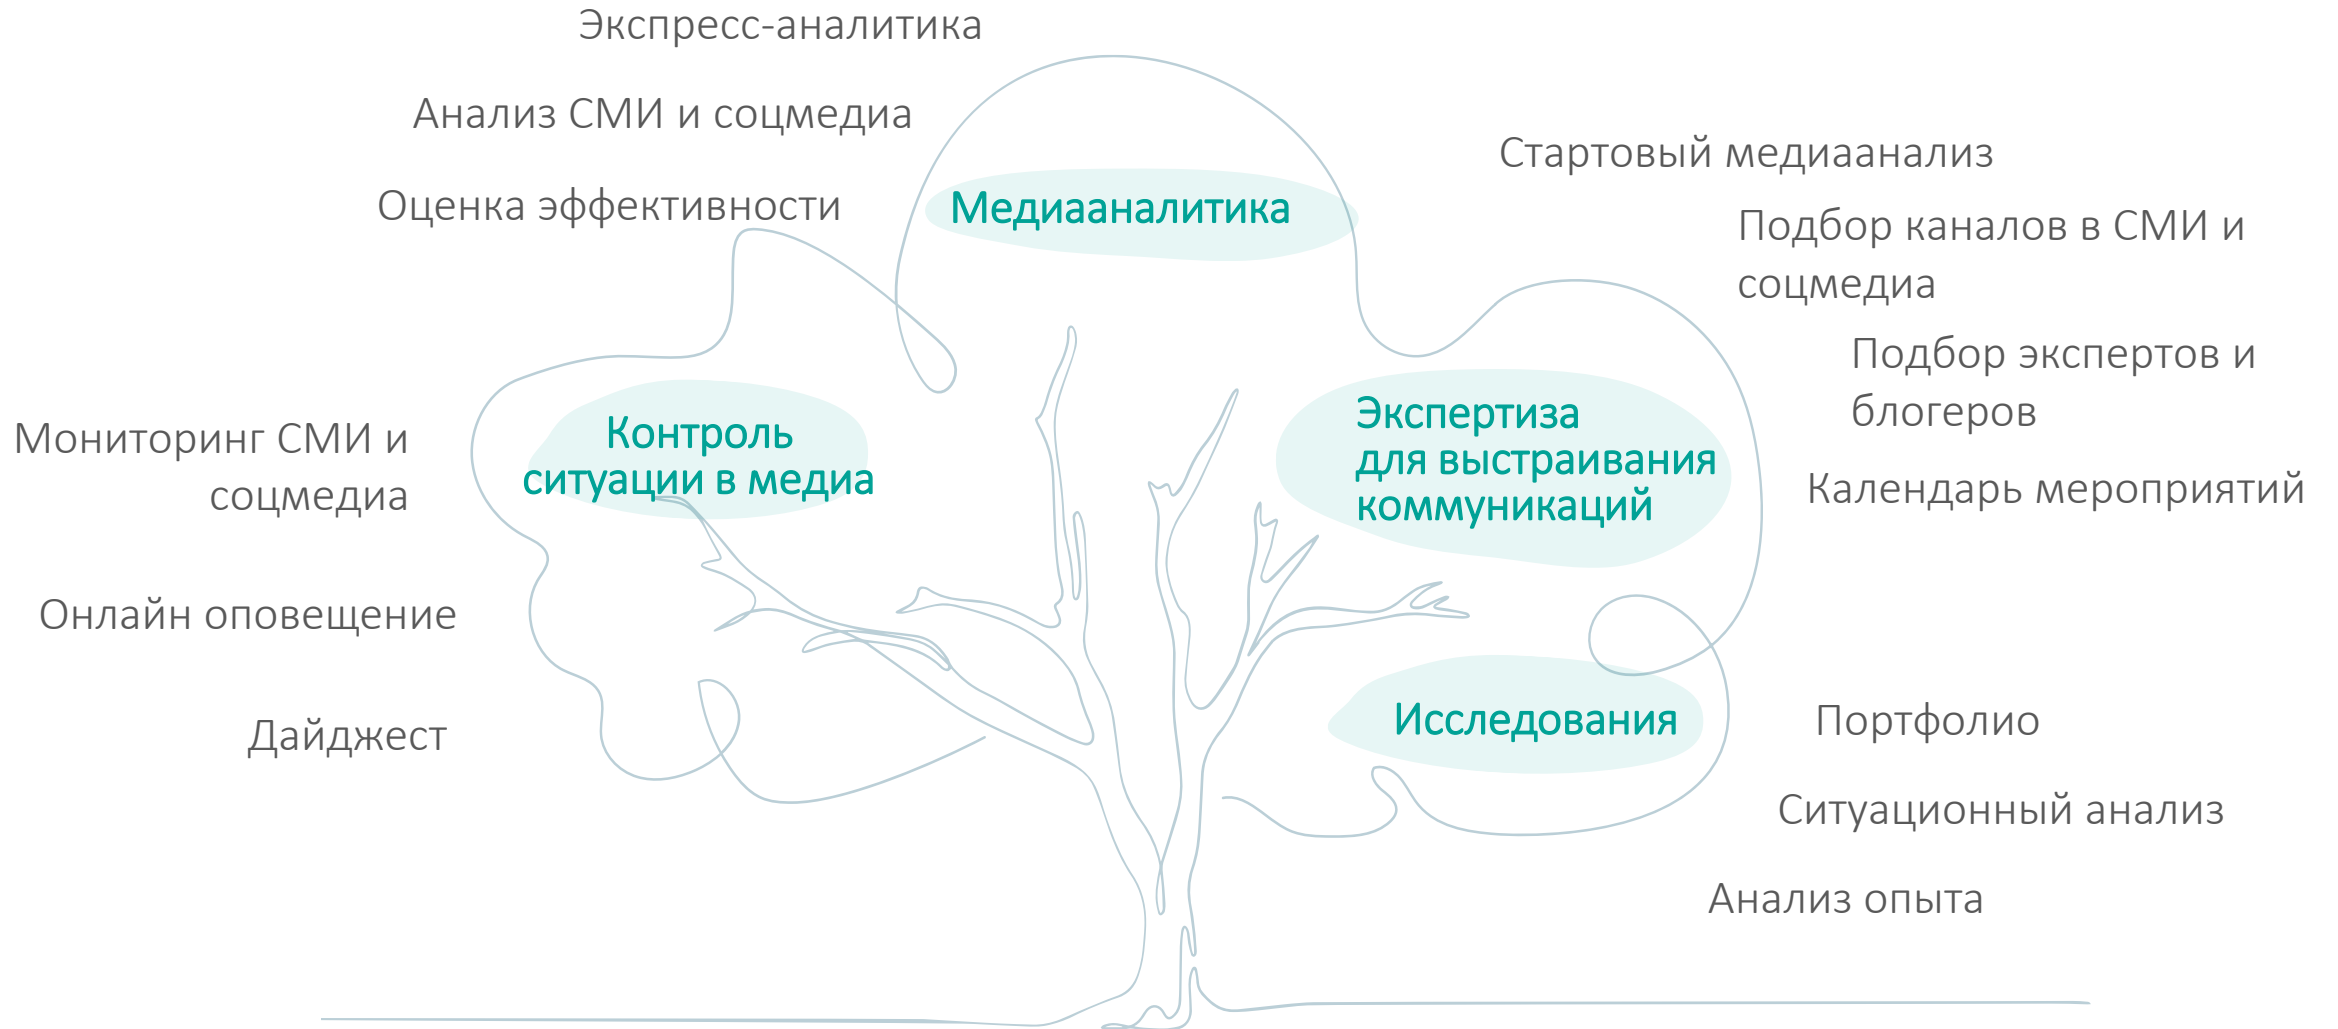 Экспресс-аналитика
Анализ СМИ и соцмедиа
Оценка эффективности
Медиааналитика
Стартовый медиаанализ
Подбор каналов в СМИ и
соцмедиа
Подбор экспертов и
блогеров
Календарь мероприятий
Экспертиза
для выстраивания
коммуникаций
Контроль
ситуации в медиа
Мониторинг СМИ и
соцмедиа
Онлайн оповещение
Дайджест
Исследования
Портфолио
Ситуационный анализ
Анализ опыта